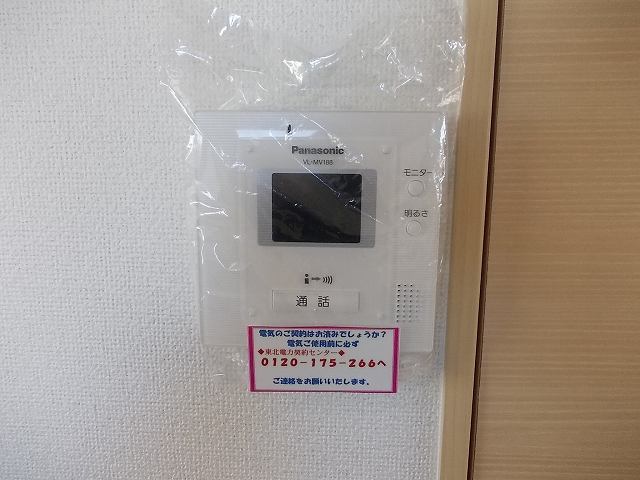 Panasonic
VL-MV18B
モニター
明るさ
通話
電気のご契約はお済みでしょうか?
電気ご使用前に必ず
◆東北電力契約センター◆
0120-175-266へ
ご連絡をお願いいたします。